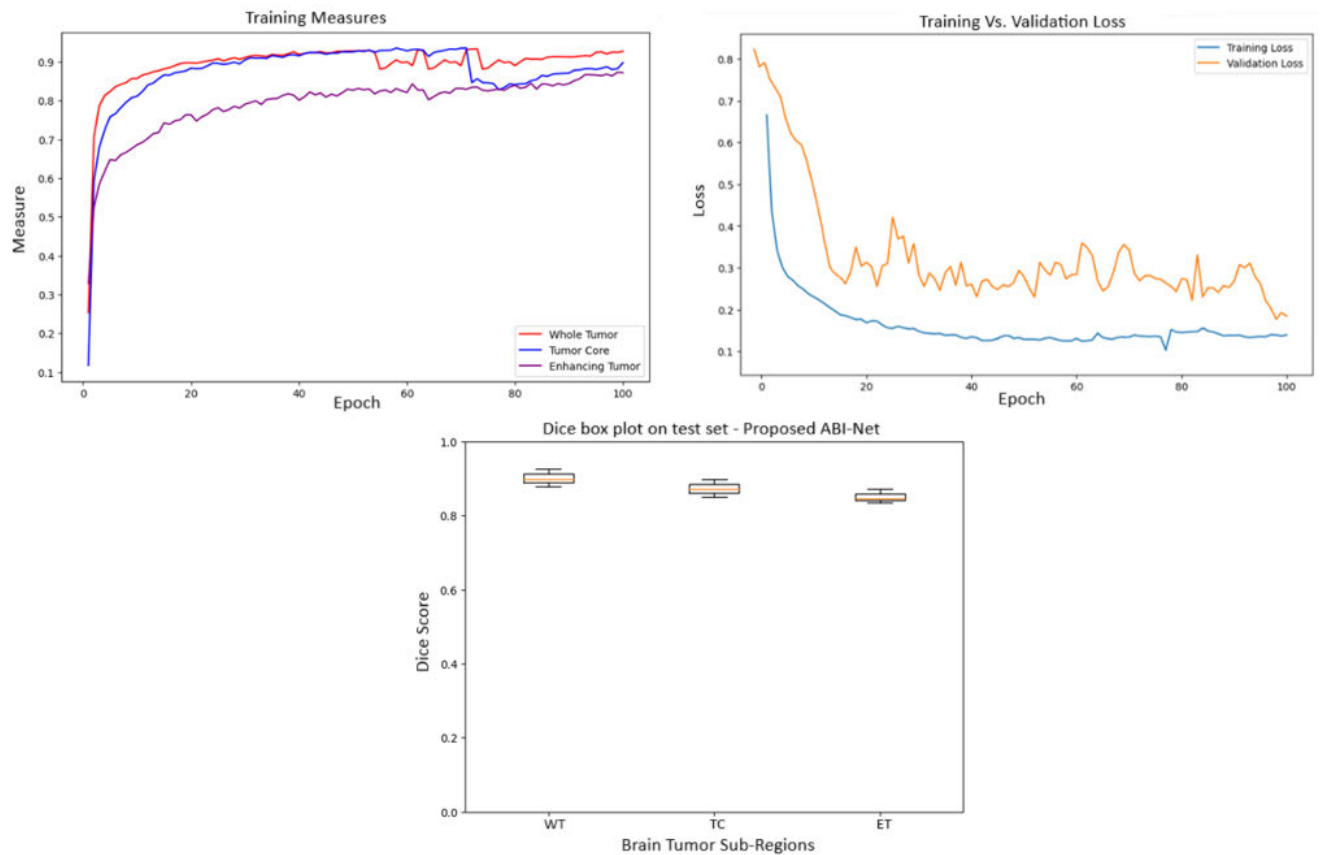 Training Measures
Measure
0.9
0.8
0.7
0.6
0.5
0.4
0.3
0.2
0.1
Whole Tumor
Tumor Core
Enhancing Tumor
0
20
40
60
80
100
Epoch
Training Vs. Validation Loss
Loss
0.8
0.7
0.6
0.5
0.4
0.3
0.2
0.1
Training Loss
Validation Loss
0
20
40
60
80
100
Epoch
Dice box plot on test set - Proposed ABI-Net
Dice Score
1.0
0.8
0.6
0.4
0.2
0.0
WT
TC
ET
Brain Tumor Sub-Regions